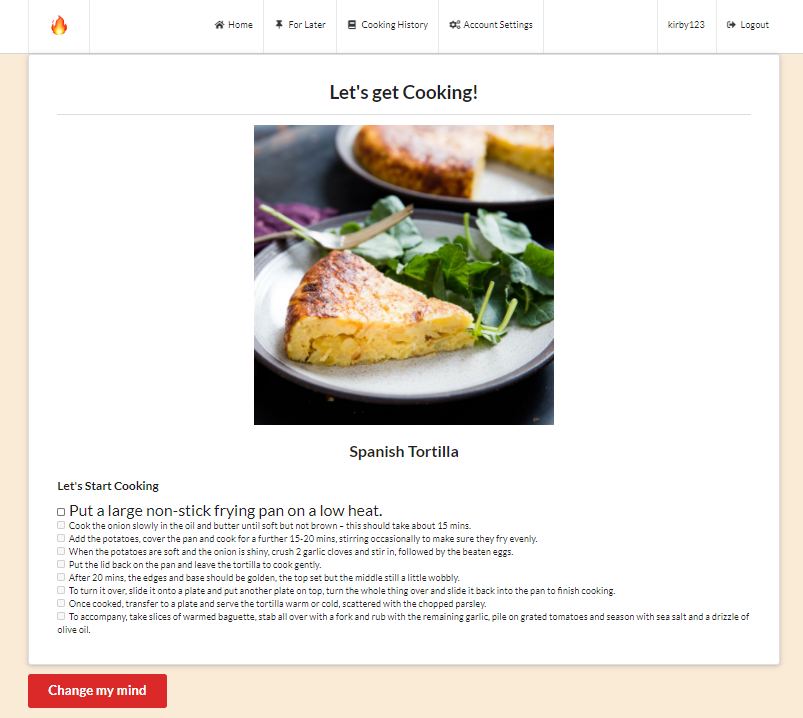 Home
For Later
Cooking History
Account Settings
kirby123
Logout
Let's get Cooking!
Spanish Tortilla
Let's Start Cooking
Put a large non-stick frying pan on a low heat.
Cook the onion slowly in the oil and butter until soft but not brown – this should take about 15 mins.
Add the potatoes, cover the pan and cook for a further 15-20 mins, stirring occasionally to make sure they fry evenly.
When the potatoes are soft and the onion is shiny, crush 2 garlic cloves and stir in, followed by the beaten eggs.
Put the lid back on the pan and leave the tortilla to cook gently.
After 20 mins, the edges and base should be golden, the top set but the middle still a little wobbly.
To turn it over, slide it onto a plate and put another plate on top, turn the whole thing over and slide it back into the pan to finish cooking.
Once cooked, transfer to a plate and serve the tortilla warm or cold, scattered with the chopped parsley.
To accompany, take slices of warmed baguette, stab all over with a fork and rub with the remaining garlic, pile on grated tomatoes and season with sea salt and a drizzle of
olive oil.
Change my mind